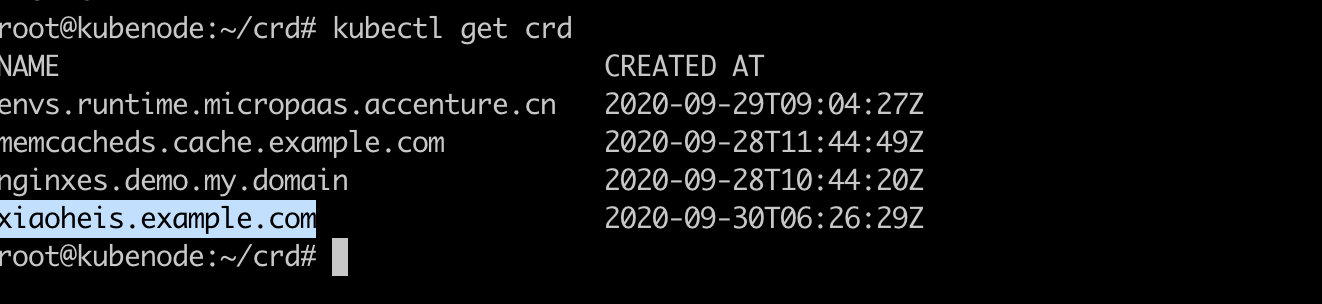 root@kubenode:~/crd# kubectl get crd
NAME CREATED AT
envs.runtime.micropaas.accenture.cn 2020-09-29T09:04:27Z
memcacheds.cache.example.com 2020-09-28T11:44:49Z
nginxes.demo.my.domain 2020-09-28T10:44:20Z
xiaoheis.example.com 2020-09-30T06:26:29Z
root@kubenode:~/crd#